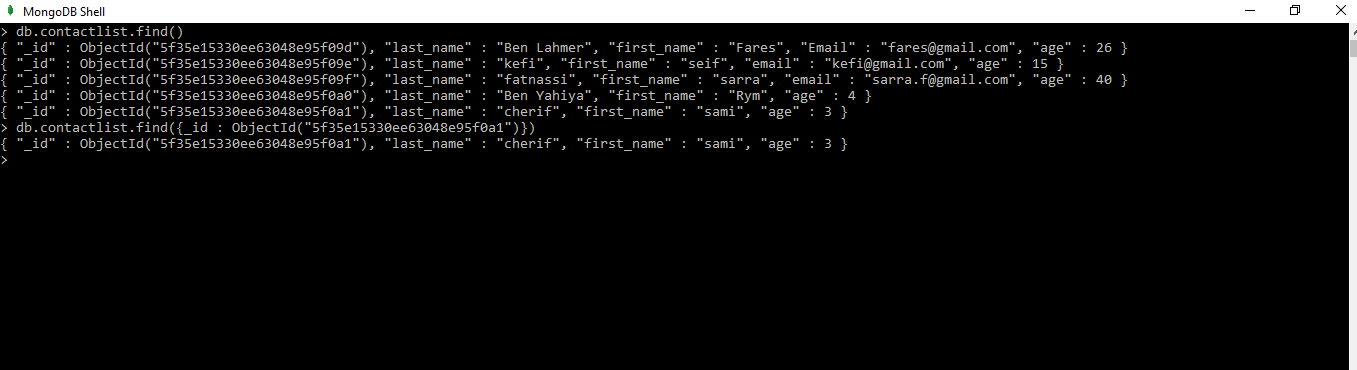 MongoDB Shell
> db.contactlist.find()
{ "_id" : ObjectId("5f35e15330ee63048e95f09d"), "last_name" : "Ben Lahmer", "first_name" : "Fares", "Email" : "fares@gmail.com", "age" : 26 }
{ "_id" : ObjectId("5f35e15330ee63048e95f09e"), "last_name" : "kefi", "first_name" : "seif", "email" : "kefi@gmail.com", "age" : 15 }
{ "_id" : ObjectId("5f35e15330ee63048e95f09f"), "last_name" : "fatnassi", "first_name" : "sarra", "email" : "sarra.f@gmail.com", "age" : 40 }
{ "_id" : ObjectId("5f35e15330ee63048e95f0a0"), "last_name" : "Ben Yahiya", "first_name" : "Rym", "age" : 4 }
{ "_id" : ObjectId("5f35e15330ee63048e95f0a1"), "last_name" : "cherif", "first_name" : "sami", "age" : 3 }
> db.contactlist.find({_id : ObjectId("5f35e15330ee63048e95f0a1")})
{ "_id" : ObjectId("5f35e15330ee63048e95f0a1"), "last_name" : "cherif", "first_name" : "sami", "age" : 3 }
>